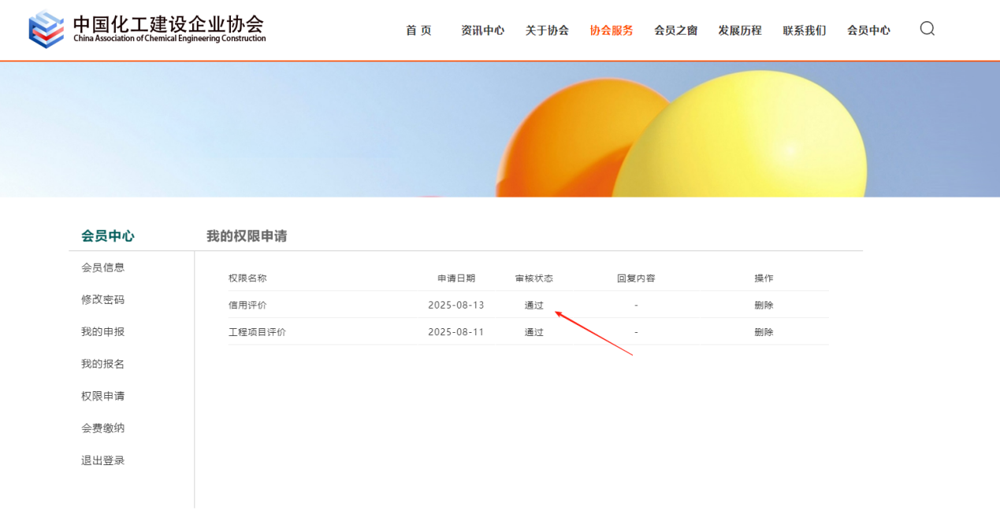 中国化工建设企业协会
China Association of Chemical Engineering Construction
首 页 资讯中心 关于协会 协会服务 会员之窗 发展历程 联系我们 会员中心
会员中心 我的权限申请
会员信息
修改密码
我的申报
我的报名
权限申请
会费缴纳
退出登录
权限名称 申请日期 审核状态 回复内容 操作
信用评价 2025-08-13 通过 - 删除
工程项目评价 2025-08-11 通过 - 删除